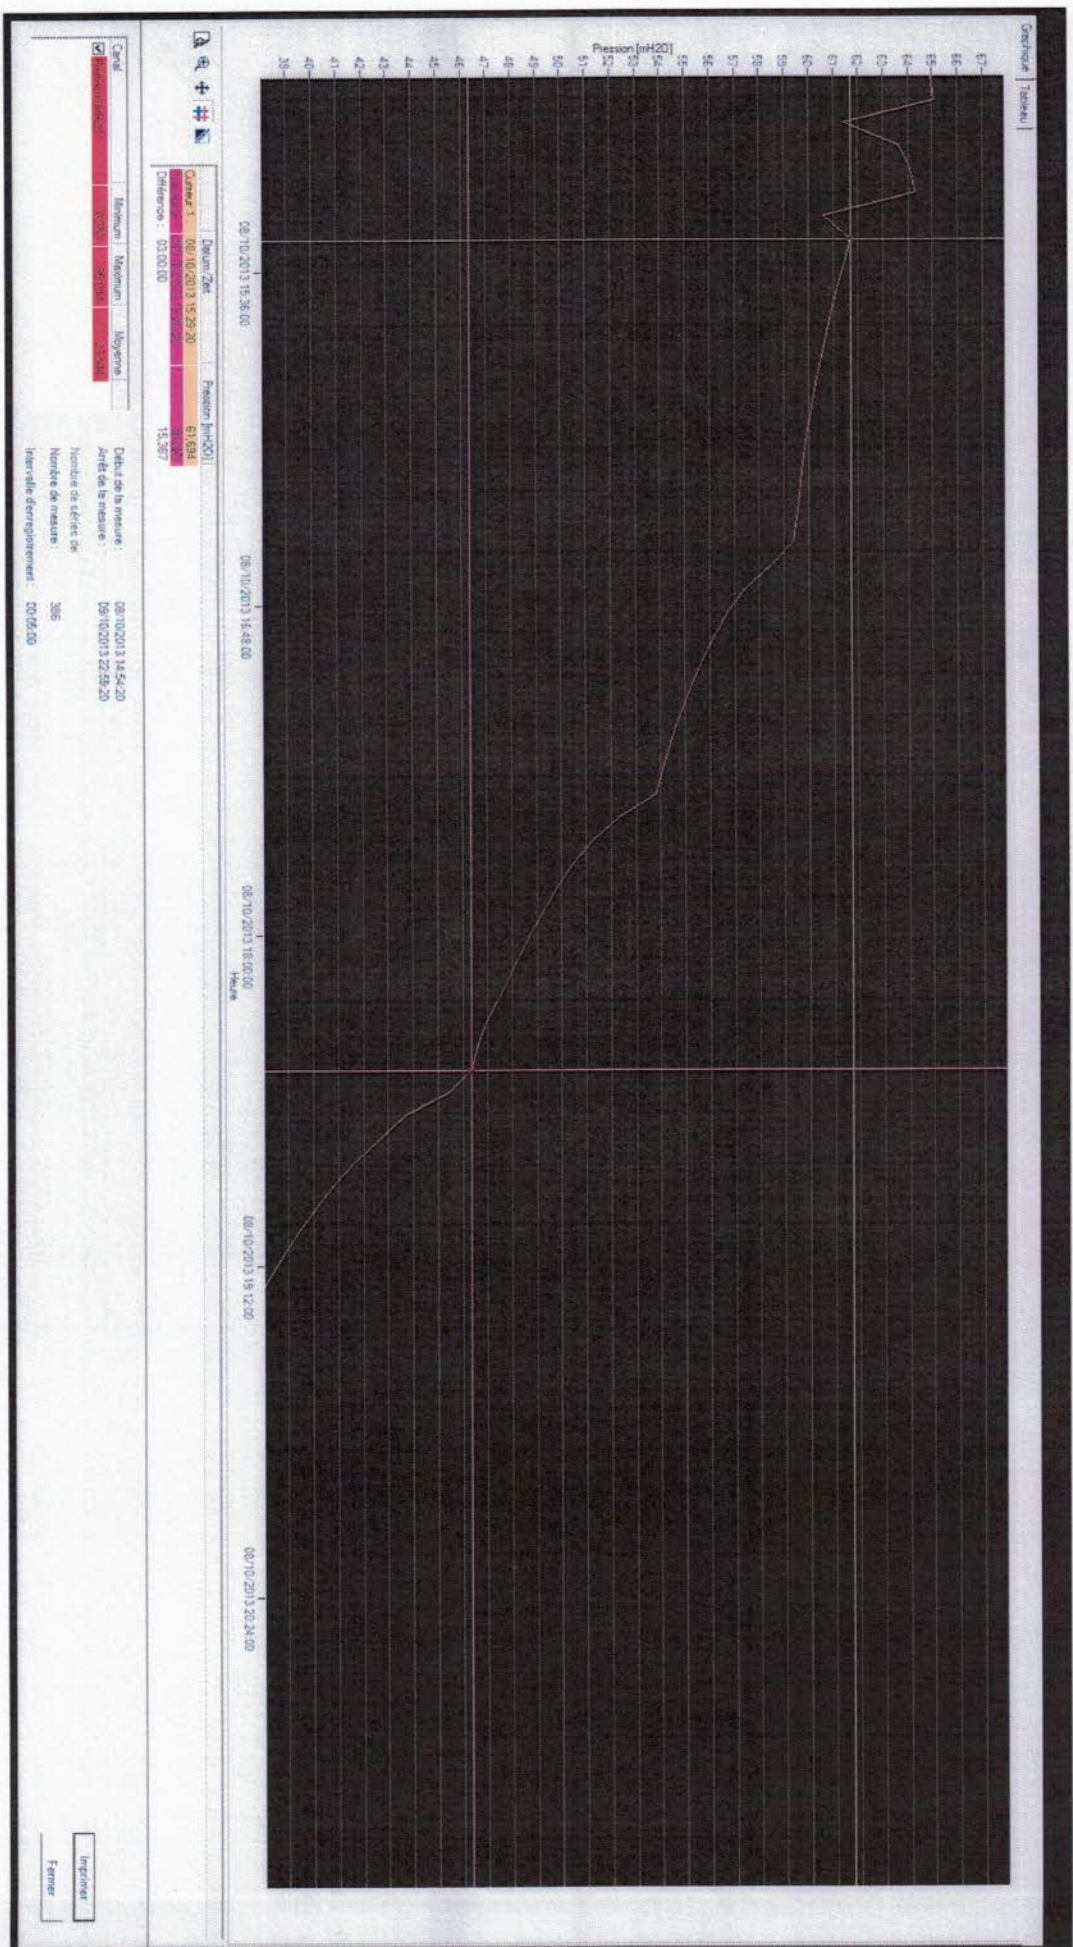 Graphique Tableau
Pression [mH2O]
67
66
65
64
63
62
61
60
59
58
57
56
55
54
53
52
51
50
49
48
47
46
45
44
43
42
41
40
39
08/10/2013 15:36:00
08/10/2013 16:48:00
08/10/2013 18:00:00
08/10/2013 19:12:00
08/10/2013 20:24:00
Heure
Datum/Zeit Pression [mH2O]
Curseur 1 08/10/2013 15:29:20 61,694
Différence : 03:00:00 15,367
Canal Minimum Maximum Moyenne
Début de la mesure : 08/10/2013 14:54:20
Arrêt de la mesure : 09/10/2013 22:59:20
Nombre de séries de
Nombre de mesure : 386
Intervalle d'enregistrement : 00:05:00
Imprimer
Fermer